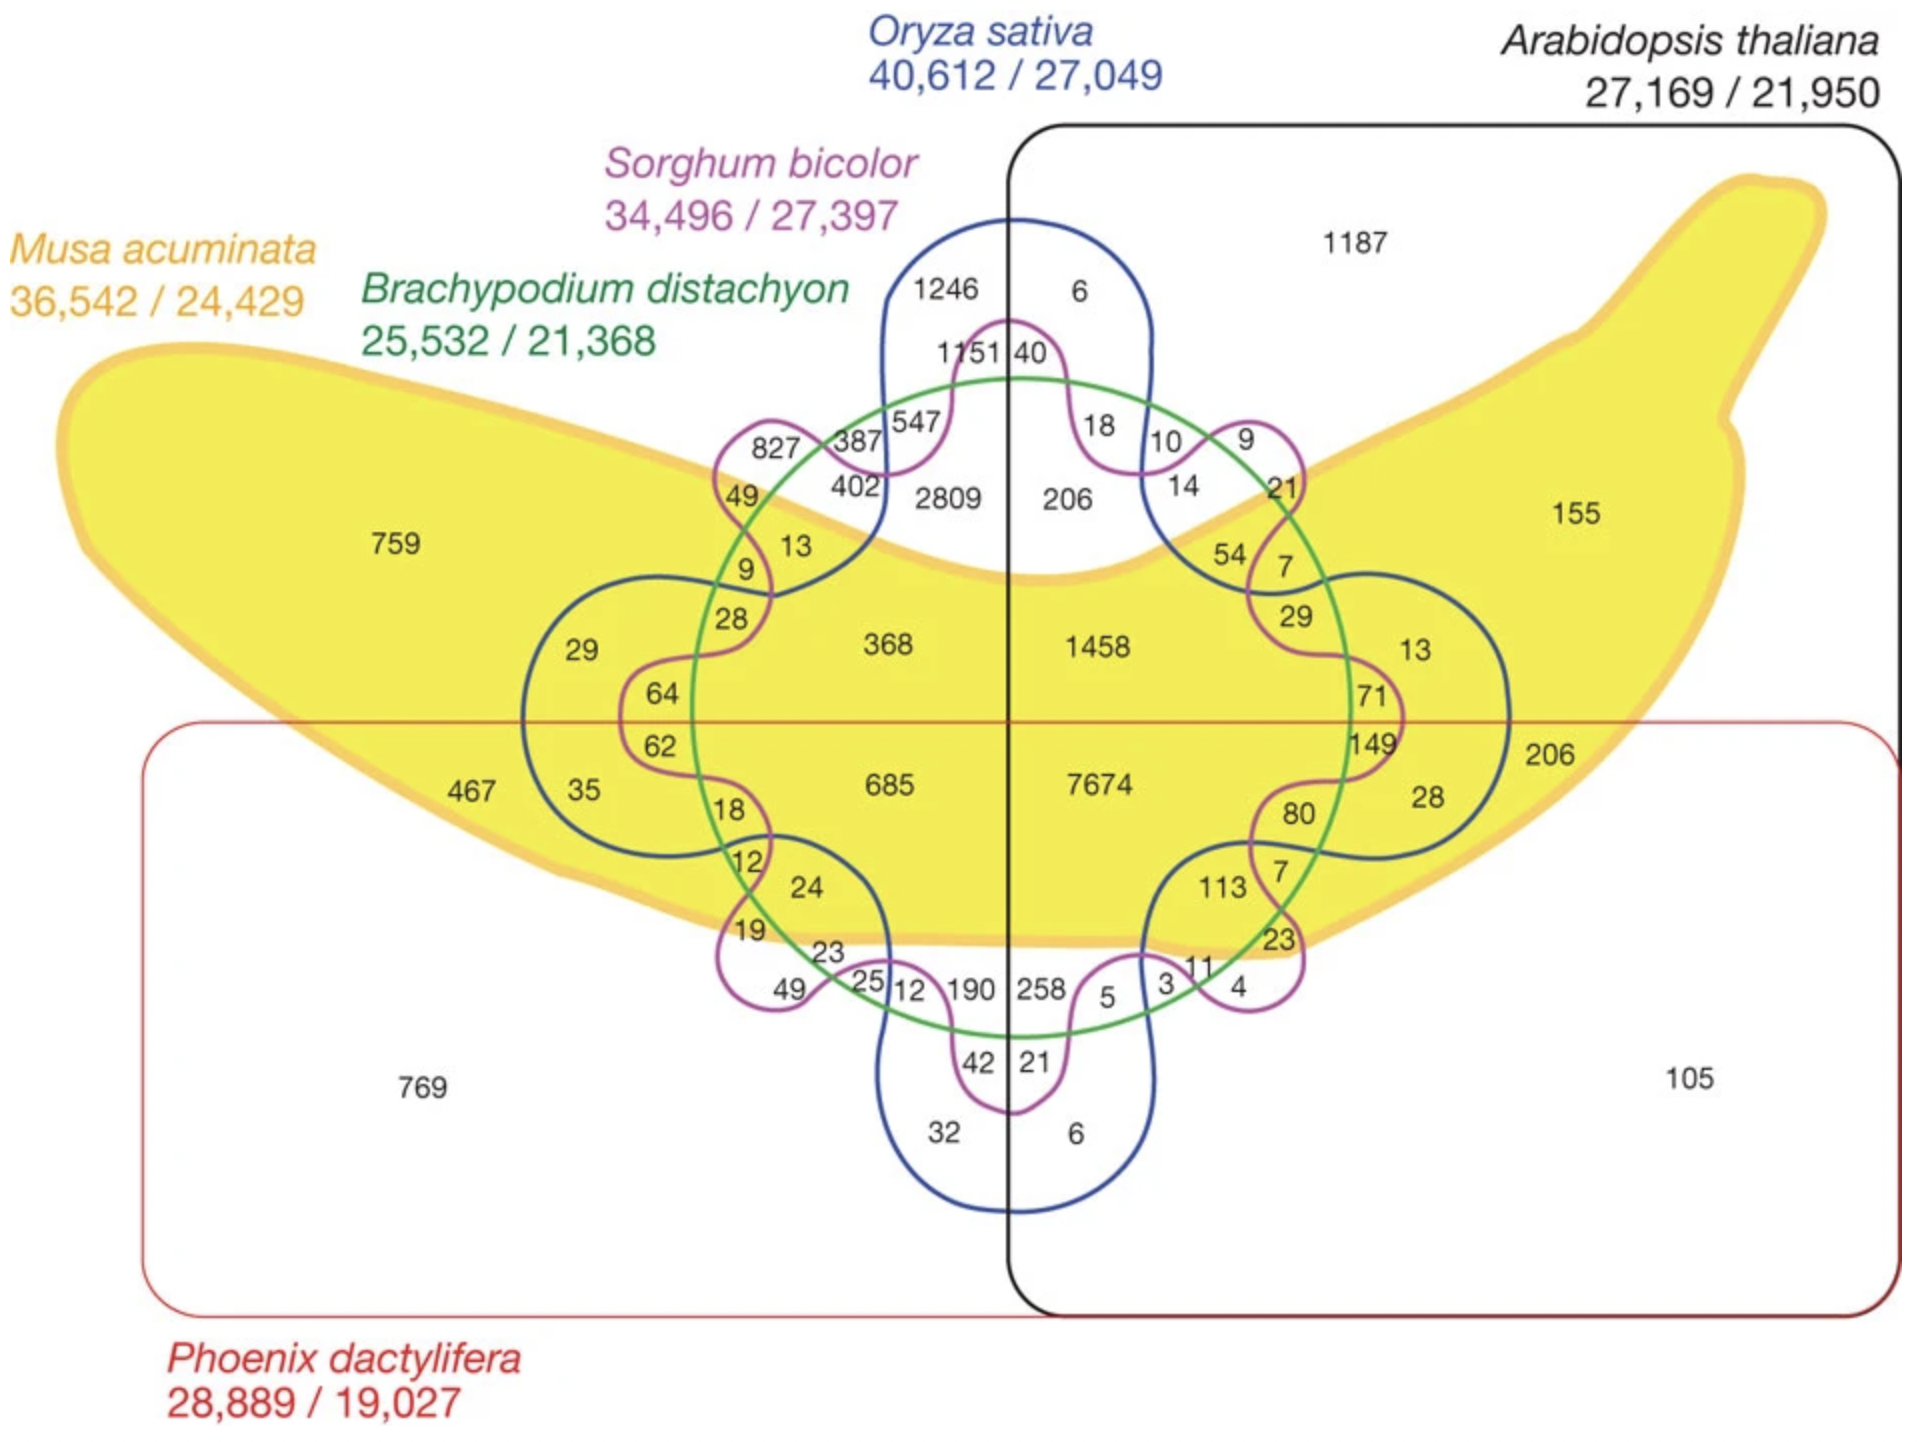 Oryza sativa
40,612 / 27,049
Arabidopsis thaliana
27,169 / 21,950
Sorghum bicolor
34,496 / 27,397
Musa acuminata
36,542 / 24,429
Brachypodium distachyon
25,532 / 21,368
1187
1246 6
1151 40
547 18
827 387 10 9
49 402 2809 206 14 21
759 155
13 54
9 7
28 29
29 368 1458 13
64 71
62 149
467 206
35 685 7674 28
18 80
12 7
24 113
19 23
23 11
49 25 12 190 258 5 3 4
42 21
769 105
32 6
Phoenix dactylifera
28,889 / 19,027